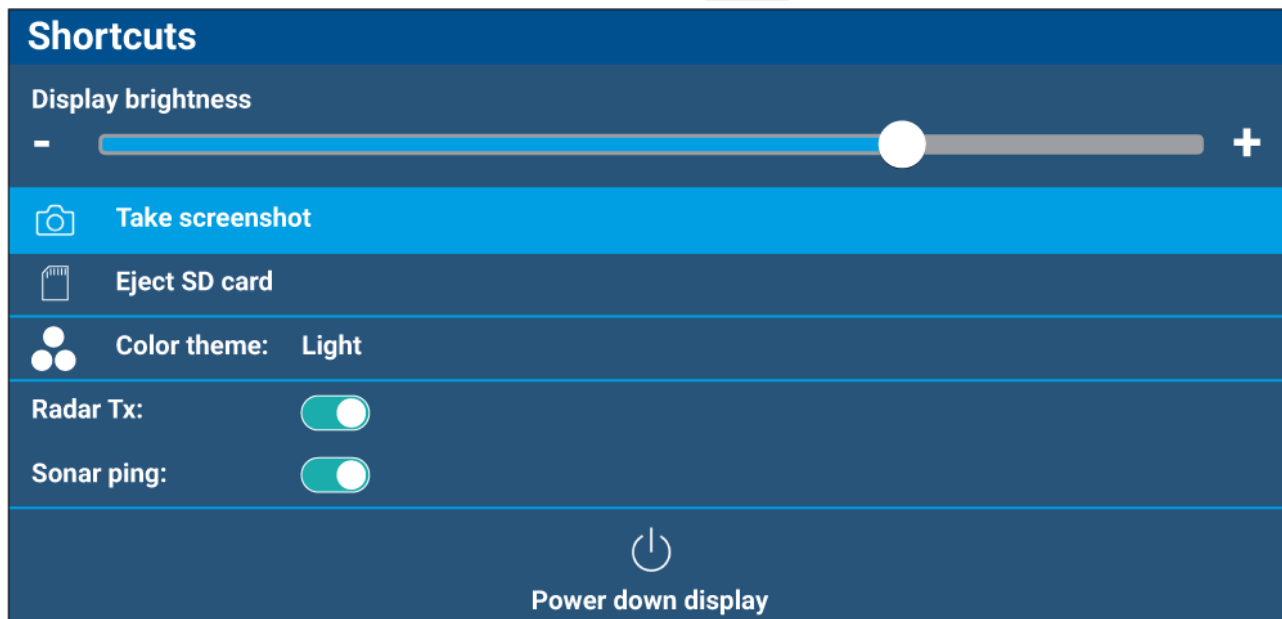 Shortcuts
Display brightness
- +
Take screenshot
Eject SD card
Color theme: Light
Radar Tx:
Sonar ping:
Power down display